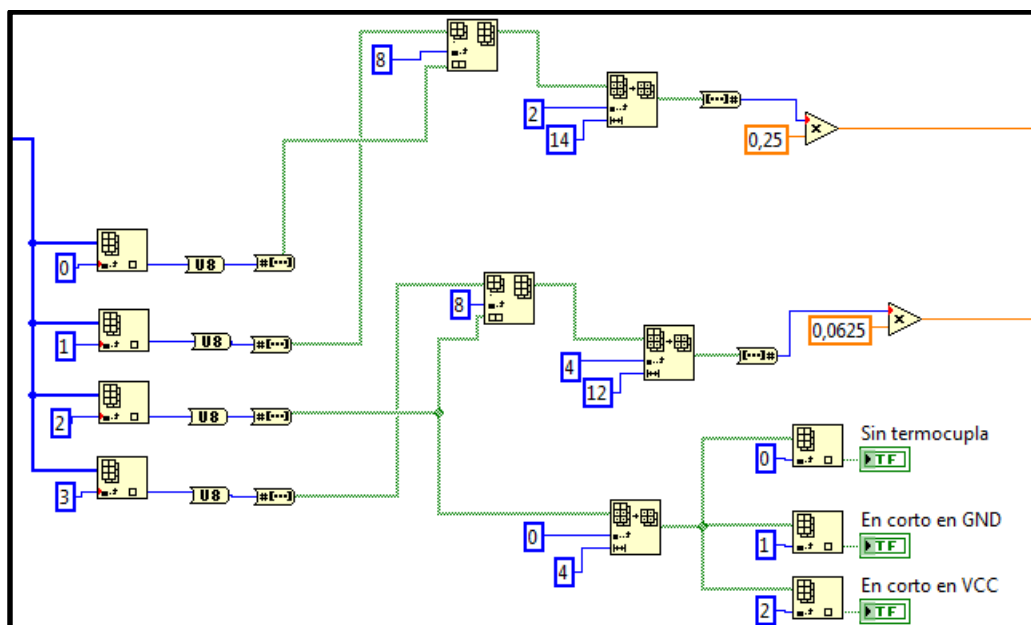 8
2
14
0,25
0
U8
#[···]
1
U8
#[···]
8
[···]#
×
4
12
0,0625
[···]#
×
2
U8
#[···]
3
U8
#[···]
0
4
Sin termocupla
0
TF
En corto en GND
1
TF
En corto en VCC
2
TF